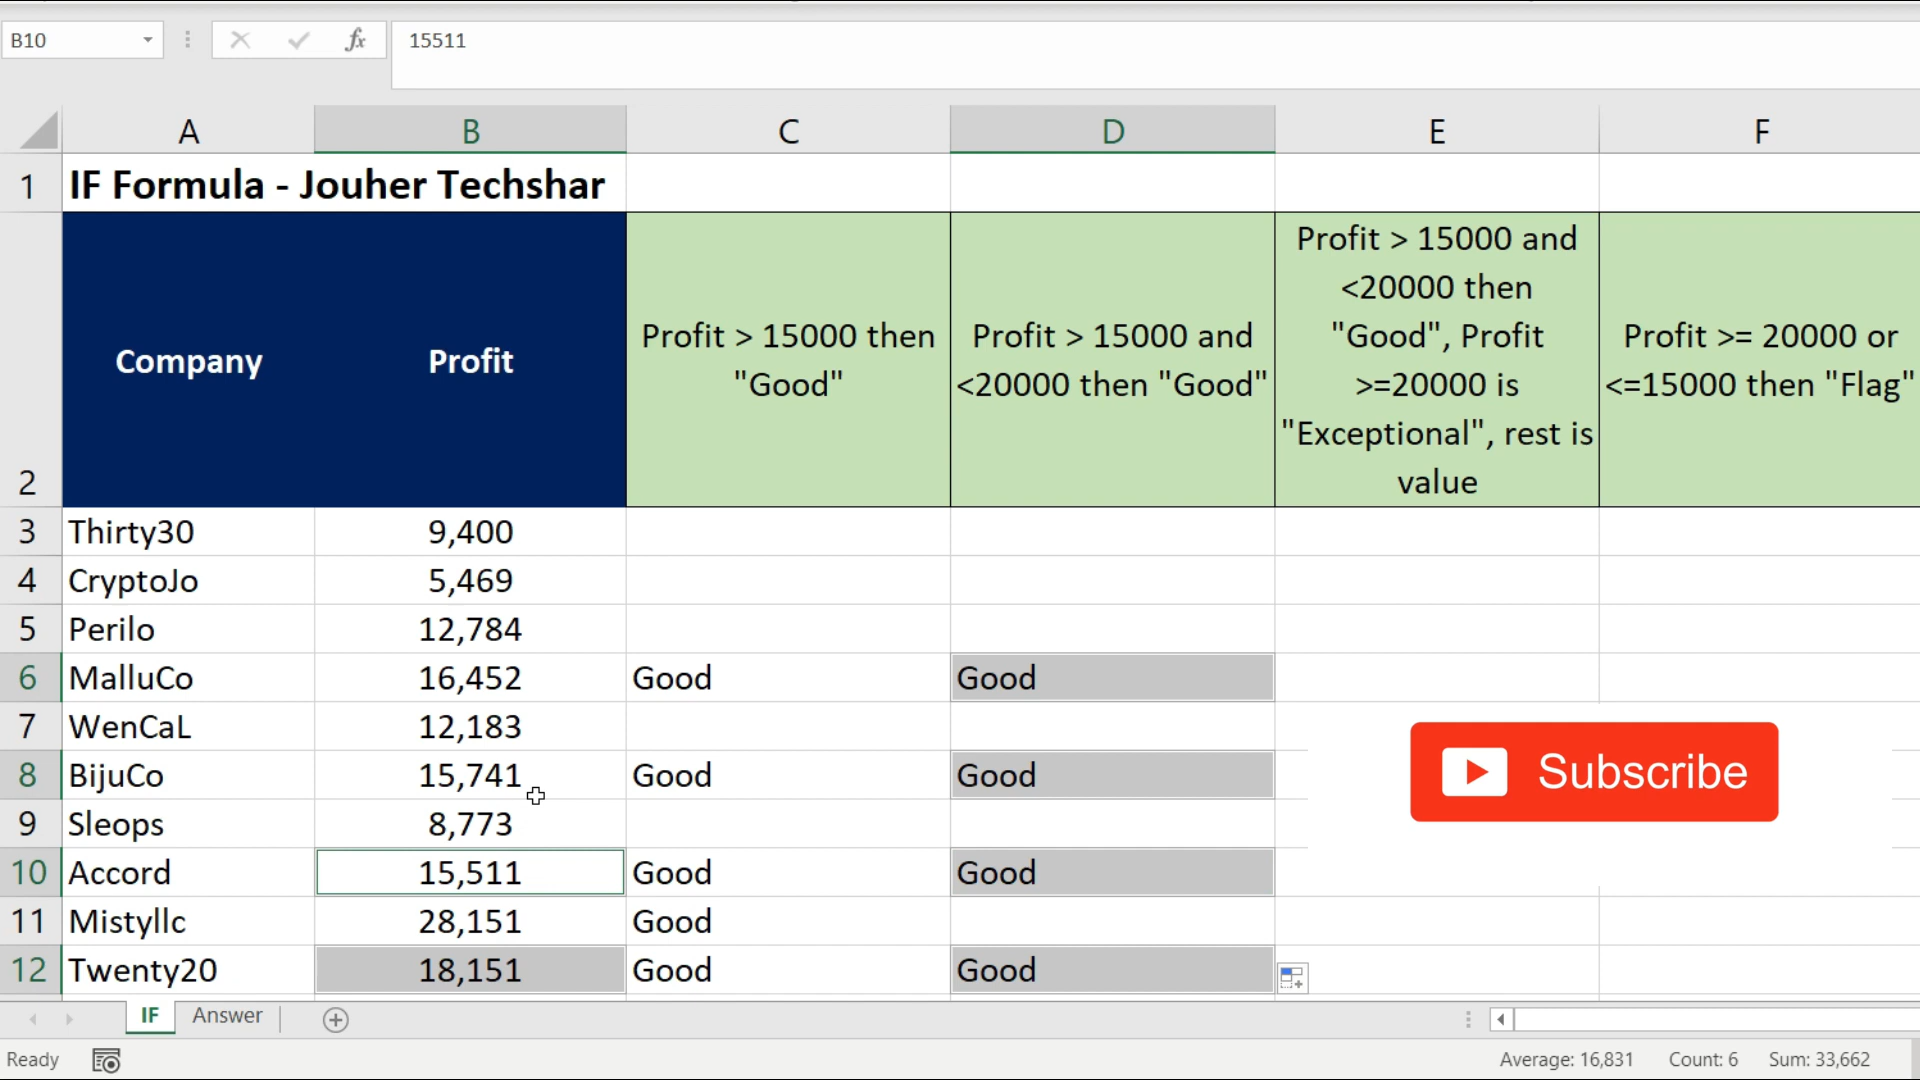 B10
fx
15511
A B C D E F
1 IF Formula - Jouher Techshar
2
Company
Profit
Profit > 15000 then
"Good"
Profit > 15000 and
<20000 then "Good"
Profit > 15000 and
<20000 then
"Good", Profit
>=20000 is
"Exceptional", rest is
value
Profit >= 20000 or
<=15000 then "Flag"
3 Thirty30 9,400
4 CryptoJo 5,469
5 Perilo 12,784
6 MalluCo 16,452 Good Good
7 WenCaL 12,183
8 BijuCo 15,741 Good Good
9 Sleops 8,773
10 Accord 15,511 Good Good
11 Mistyllc 28,151 Good
12 Twenty20 18,151 Good Good
Subscribe
IF Answer
Ready
Average: 16,831 Count: 6 Sum: 33,662